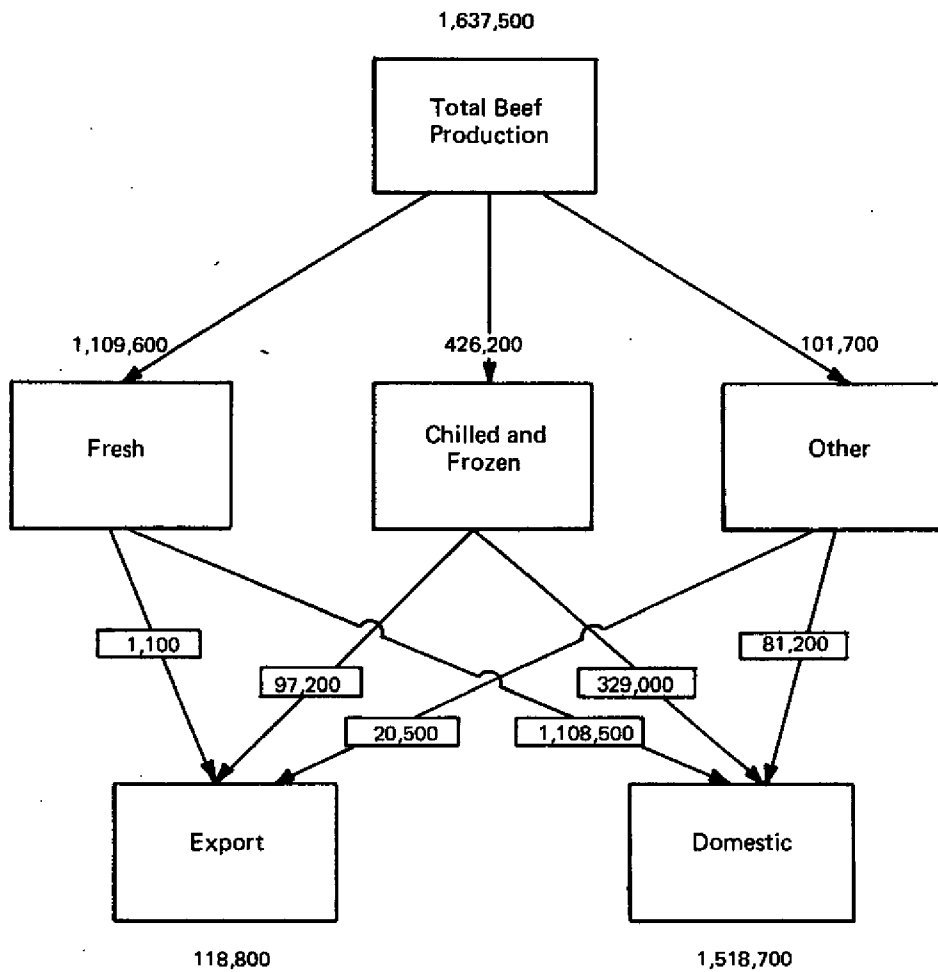 1,637,500
Total Beef
Production
1,109,600
426,200
101,700
Fresh
Chilled and
Frozen
Other
1,100
81,200
97,200
329,000
20,500
1,108,500
Export
Domestic
118,800
1,518,700